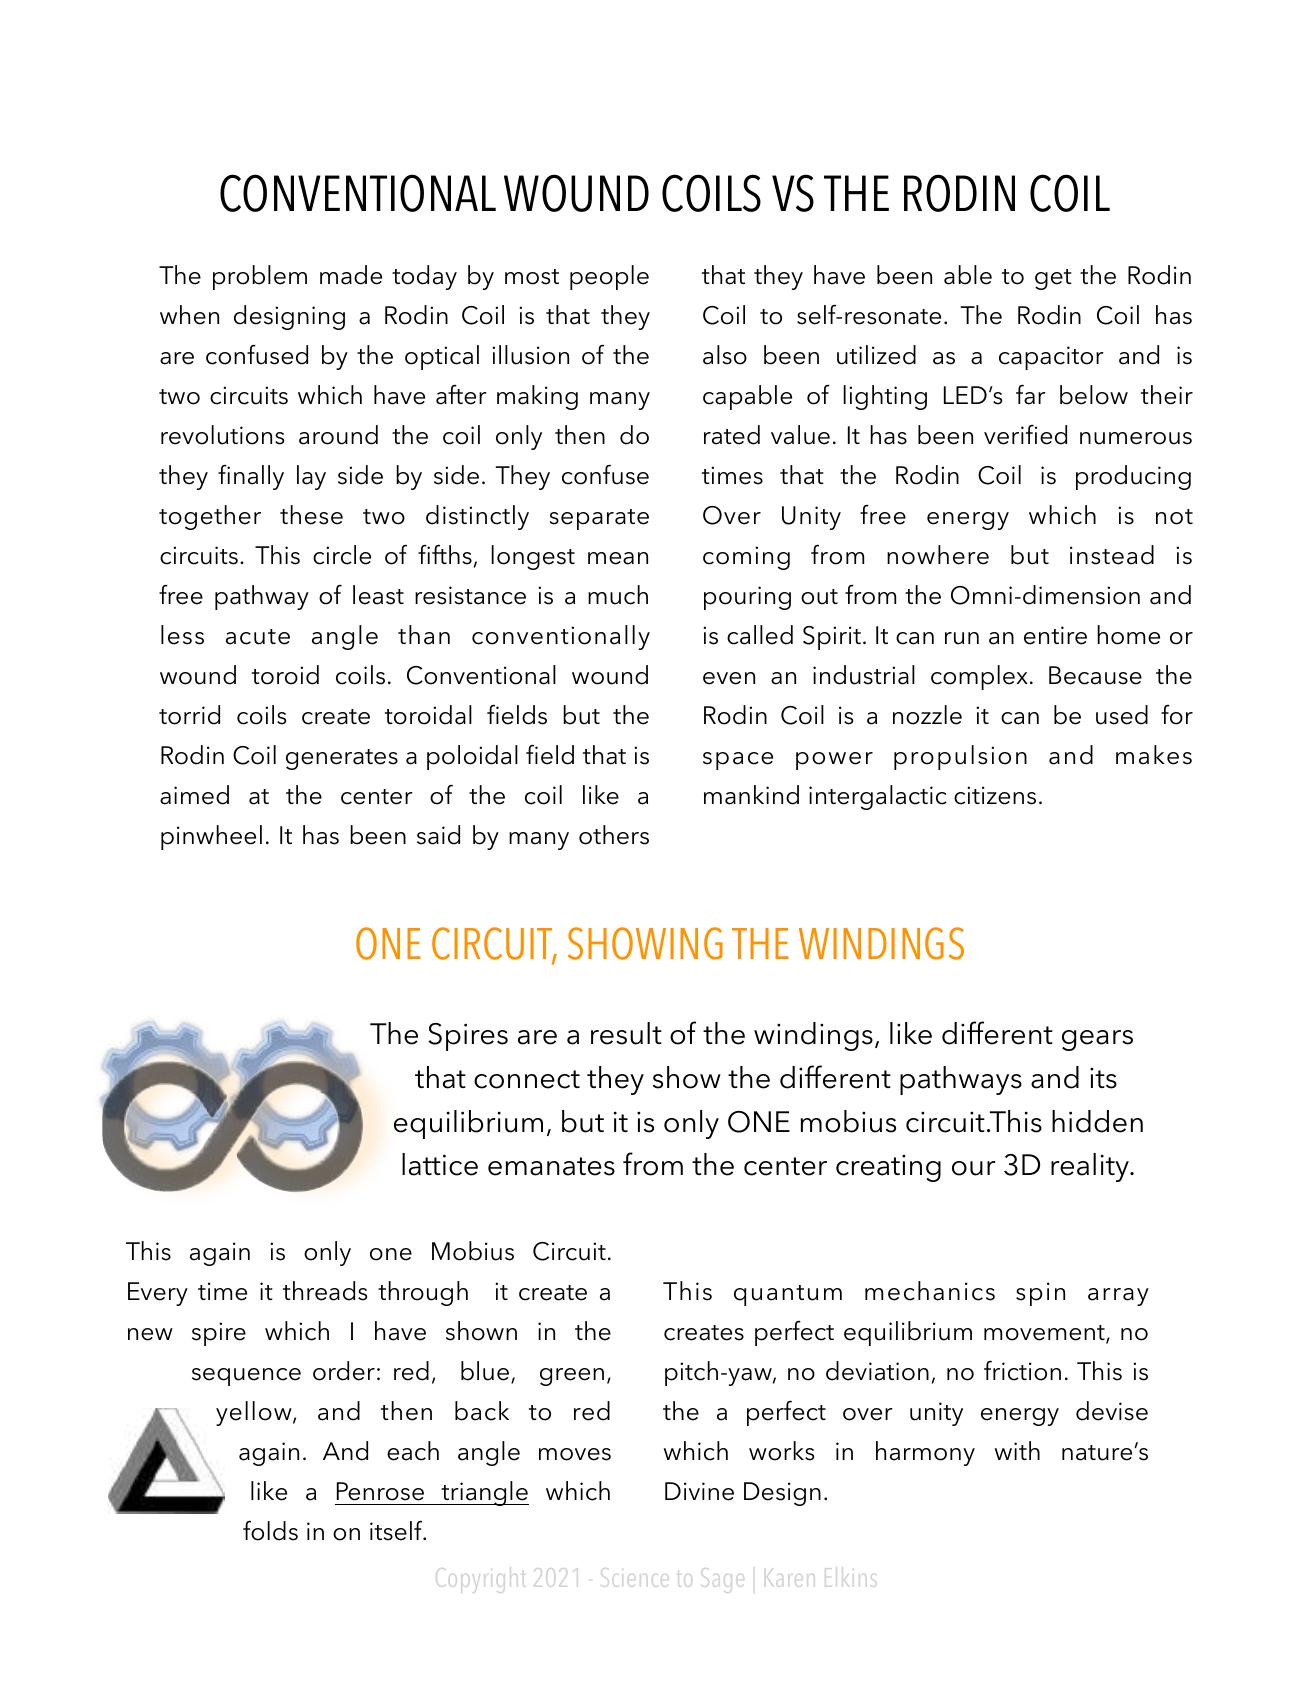 CONVENTIONAL WOUND COILS VS THE RODIN COIL
The problem made today by most people
when designing a Rodin Coil is that they
are confused by the optical illusion of the
two circuits which have after making many
revolutions around the coil only then do
they finally lay side by side. They confuse
together these two distinctly separate
circuits. This circle of fifths, longest mean
free pathway of least resistance is a much
less acute angle than conventionally
wound toroid coils. Conventional wound
torrid coils create toroidal fields but the
Rodin Coil generates a poloidal field that is
aimed at the center of the coil like a
pinwheel. It has been said by many others
that they have been able to get the Rodin
Coil to self-resonate. The Rodin Coil has
also been utilized as a capacitor and is
capable of lighting LED’s far below their
rated value. It has been verified numerous
times that the Rodin Coil is producing
Over Unity free energy which is not
coming from nowhere but instead is
pouring out from the Omni-dimension and
is called Spirit. It can run an entire home or
even an industrial complex. Because the
Rodin Coil is a nozzle it can be used for
space power propulsion and makes
mankind intergalactic citizens.
ONE CIRCUIT, SHOWING THE WINDINGS
The Spires are a result of the windings, like different gears
that connect they show the different pathways and its
equilibrium, but it is only ONE mobius circuit.This hidden
lattice emanates from the center creating our 3D reality.
This again is only one Mobius Circuit.
Every time it threads through it create a
new spire which I have shown in the
sequence order: red, blue, green,
yellow, and then back to red
again. And each angle moves
like a Penrose triangle which
folds in on itself.
This quantum mechanics spin array
creates perfect equilibrium movement, no
pitch-yaw, no deviation, no friction. This is
the a perfect over unity energy devise
which works in harmony with nature’s
Divine Design.
Copyright 2021 - Science to Sage | Karen Elkins